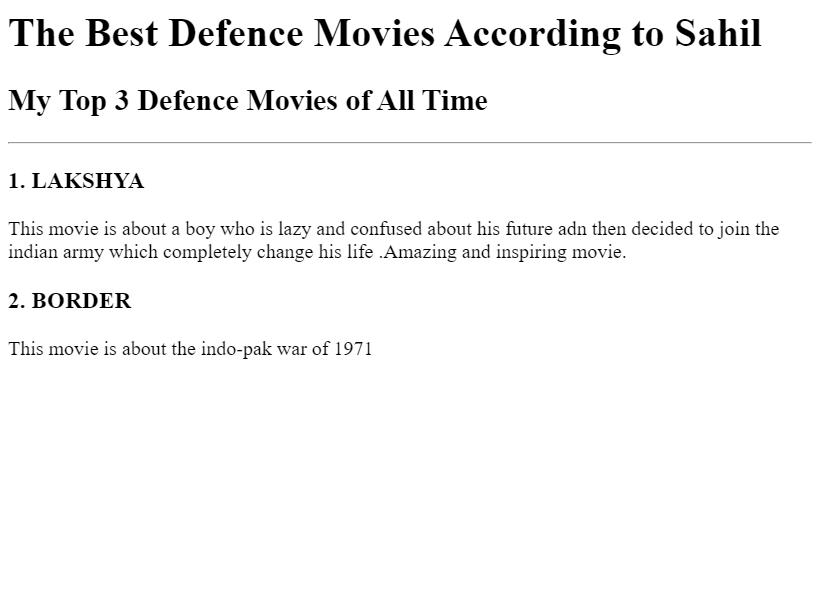 The Best Defence Movies According to Sahil
My Top 3 Defence Movies of All Time
1. LAKSHYA
This movie is about a boy who is lazy and confused about his future adn then decided to join the
indian army which completely change his life .Amazing and inspiring movie.
2. BORDER
This movie is about the indo-pak war of 1971